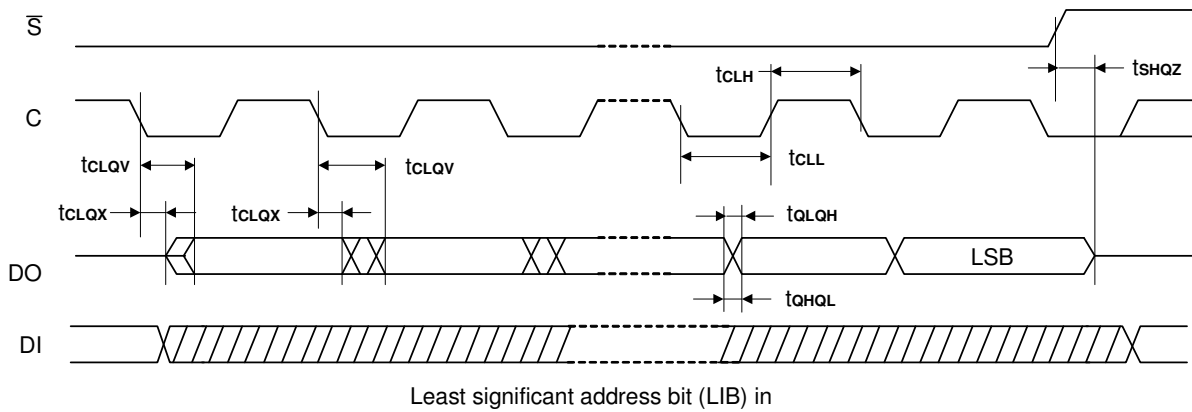 S
tSHQZ
tCLH
C
tCLQV
tCLQV
tCLL
tCLQX
tCLQX
tQLQH
LSB
DO
tQHQL
DI
Least significant address bit (LIB) in